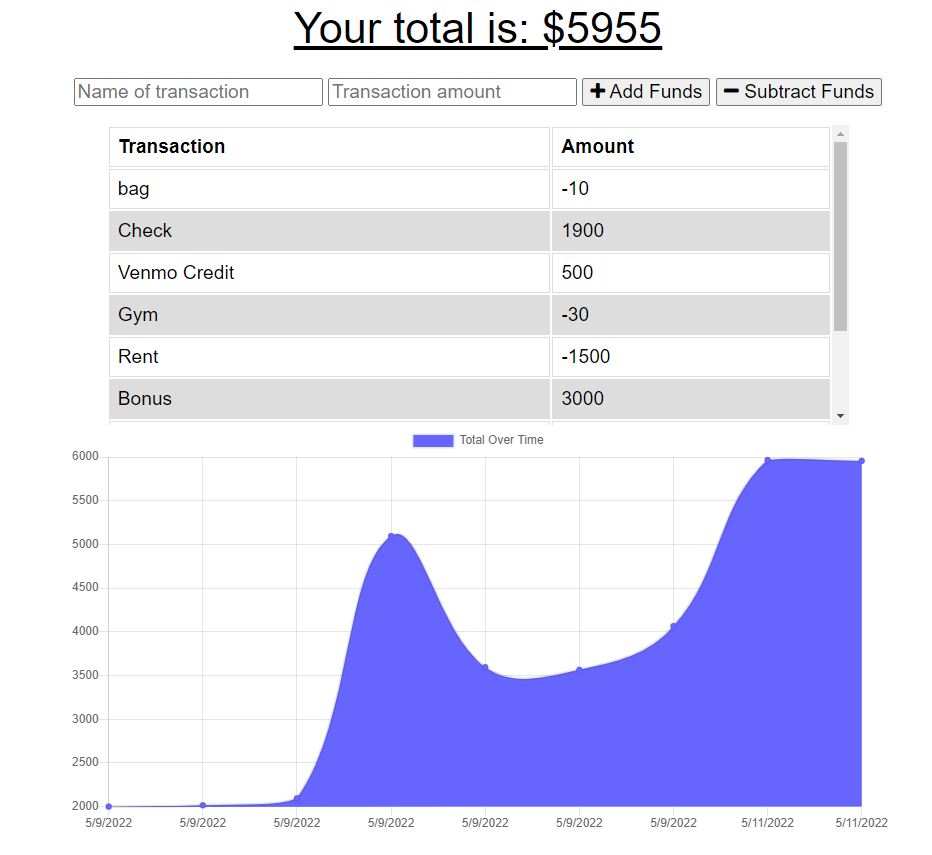 Your total is: $5955
Name of transaction Transaction amount Add Funds Subtract Funds
Transaction Amount
bag -10
Check 1900
Venmo Credit 500
Gym -30
Rent -1500
Bonus 3000
Total Over Time
6000
5500
5000
4500
4000
3500
3000
2500
2000
5/9/2022 5/9/2022 5/9/2022 5/9/2022 5/9/2022 5/9/2022 5/9/2022 5/11/2022 5/11/2022